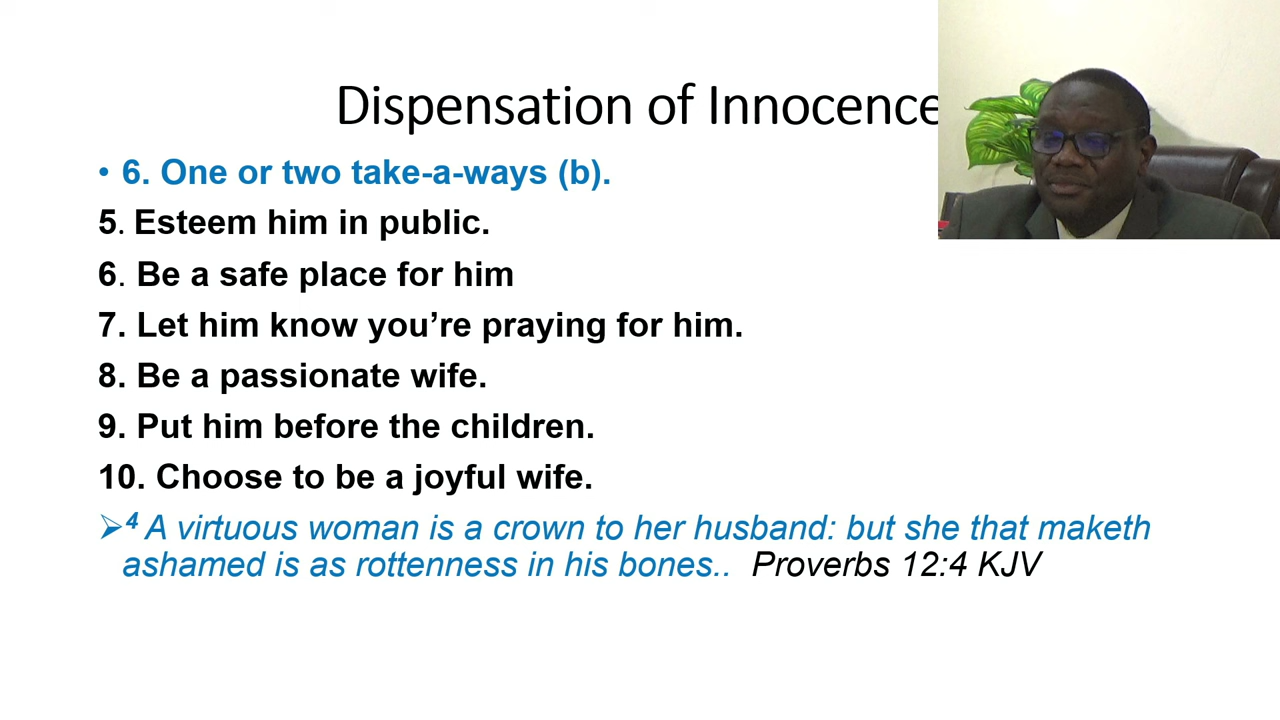 Dispensation of Innocence
• 6. One or two take-a-ways (b).
5. Esteem him in public.
6. Be a safe place for him
7. Let him know you’re praying for him.
8. Be a passionate wife.
9. Put him before the children.
10. Choose to be a joyful wife.
➢4 A virtuous woman is a crown to her husband: but she that maketh
ashamed is as rottenness in his bones.. Proverbs 12:4 KJV